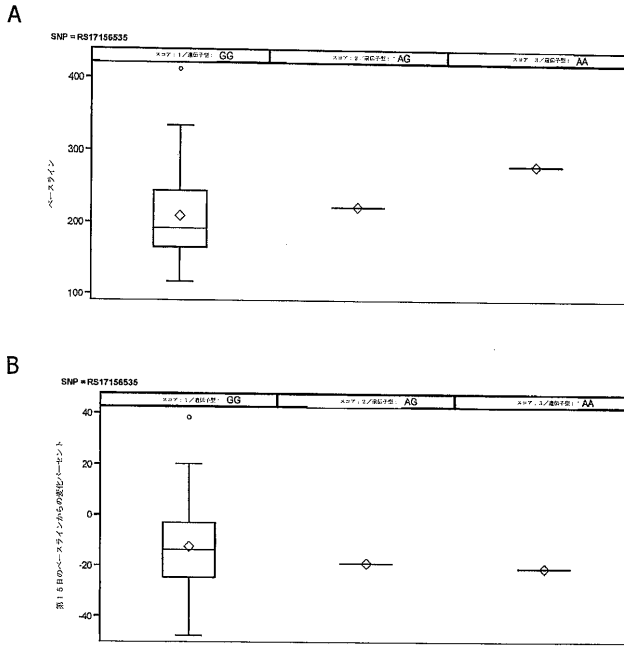 A
SNP = RS17156535
スコア:1/遺伝子型: GG スコア:2/遺伝子型: AG スコア:3/遺伝子型: AA
400
300
200
100
ベースライン
B
SNP = RS17156535
スコア:1/遺伝子型: GG スコア:2/遺伝子型: AG スコア:3/遺伝子型: AA
40
20
0
-20
-40
第15日のベースラインからの変化パーセント